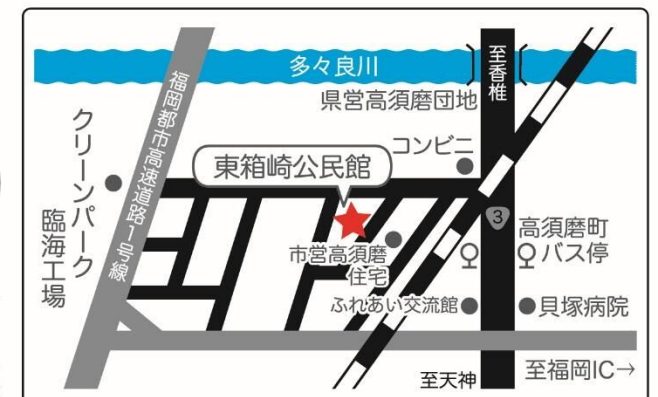 多々良川
至香椎
県営高須磨団地
福岡都市高速道路1号線
クリーンパーク
臨海工場
コンビニ
東箱崎公民館
3
高須磨町
バス停
市営高須磨
住宅
ふれあい交流館
貝塚病院
至天神
至福岡IC→